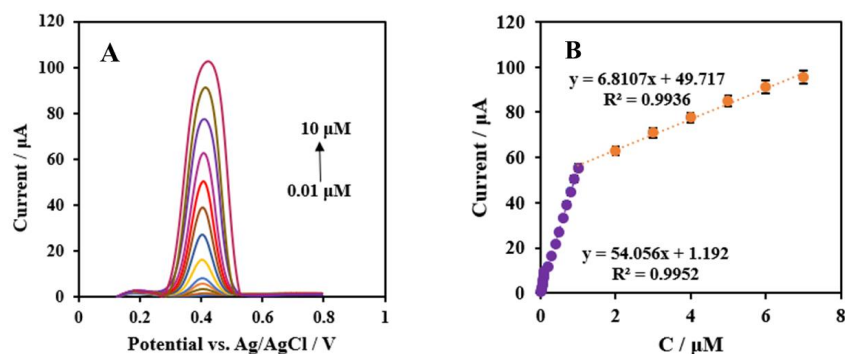 A
120
100
80
60
40
20
0
Current / µA
10 µM
0.01 µM
0
0.2
0.4
0.6
0.8
1
Potential vs. Ag/AgCl / V
B
120
100
80
60
40
20
0
Current / µA
y = 6.8107x + 49.717
R² = 0.9936
y = 54.056x + 1.192
R² = 0.9952
0
2
4
6
8
C / µM